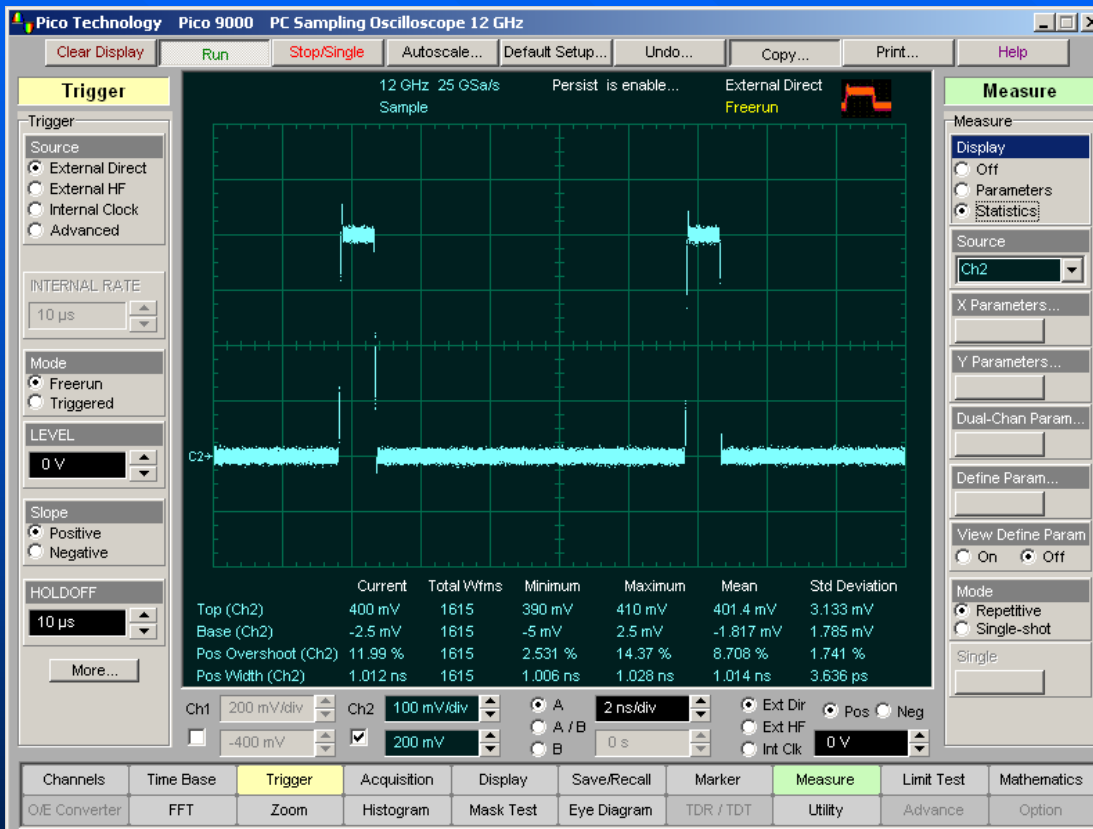 Pico Technology Pico 9000 PC Sampling Oscilloscope 12 GHz
Clear Display Run Stop/Single Autoscale... Default Setup... Undo... Copy... Print... Help
Trigger
Trigger
Source
External Direct
External HF
Internal Clock
Advanced
INTERNAL RATE
10 µs
Mode
Freerun
Triggered
LEVEL
0 V
Slope
Positive
Negative
HOLDOFF
10 µs
More...
12 GHz 25 GSa/s Persist is enable... External Direct
Sample Freerun
C2
Current Total Wfms Minimum Maximum Mean Std Deviation
Top (Ch2) 400 mV 1615 390 mV 410 mV 401.4 mV 3.133 mV
Base (Ch2) -2.5 mV 1615 -5 mV 2.5 mV -1.817 mV 1.785 mV
Pos Overshoot (Ch2) 11.99 % 1615 2.531 % 14.37 % 8.708 % 1.741 %
Pos Width (Ch2) 1.012 ns 1615 1.006 ns 1.028 ns 1.014 ns 3.636 ps
Measure
Measure
Display
Off
Parameters
Statistics
Source
Ch2
X Parameters...
Y Parameters...
Dual-Chan Param...
Define Param...
View Define Param
On Off
Mode
Repetitive
Single-shot
Single
Ch1 200 mV/div Ch2 100 mV/div A 2 ns/div Ext Dir Pos Neg
A / B Ext HF
-400 mV 200 mV B 0 s Int Clk 0 V
Channels Time Base Trigger Acquisition Display Save/Recall Marker Measure Limit Test Mathematics
O/E Converter FFT Zoom Histogram Mask Test Eye Diagram TDR / TDT Utility Advance Option